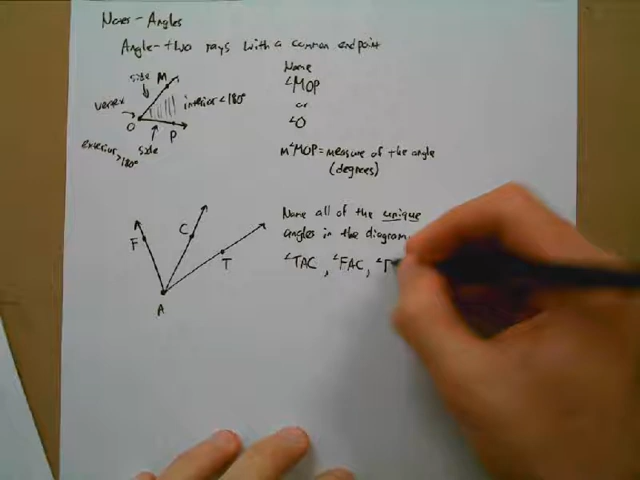 Notes - Angles
Angle - two rays with a common endpoint
side M
vertex
interior < 180°
O
P
side
exterior
> 180°
Name
∠MOP
or
∠O
m∠MOP = measure of the angle
(degrees)
Name all of the unique
angles in the diagram
∠TAC, ∠FAC, ∠
F
C
T
A